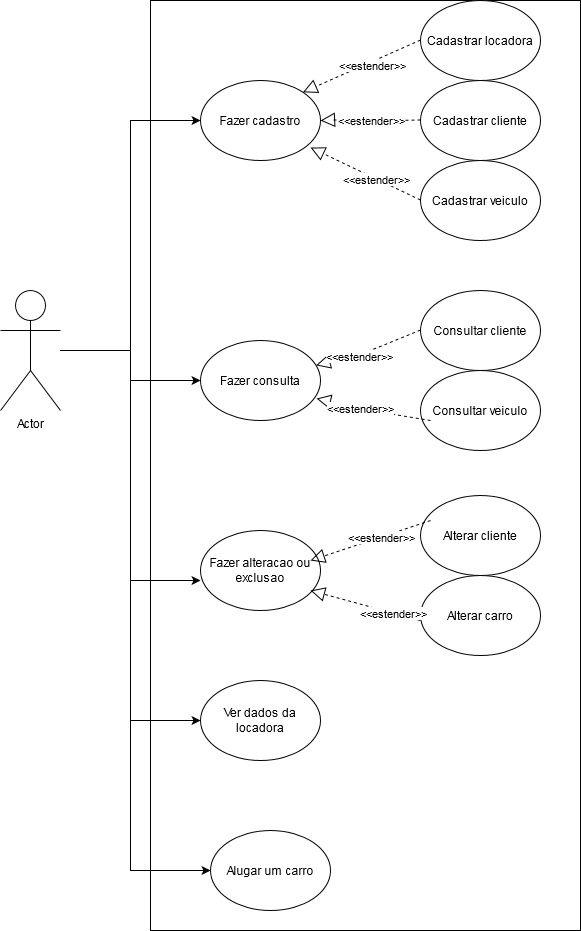 Cadastrar locadora
<<estender>>
Fazer cadastro
<<estender>>
Cadastrar cliente
<<estender>>
Cadastrar veiculo
Actor
Consultar cliente
<<estender>>
Fazer consulta
<<estender>>
Consultar veiculo
Alterar cliente
<<estender>>
Fazer alteracao ou
exclusao
<<estender>>
Alterar carro
Ver dados da
locadora
Alugar um carro